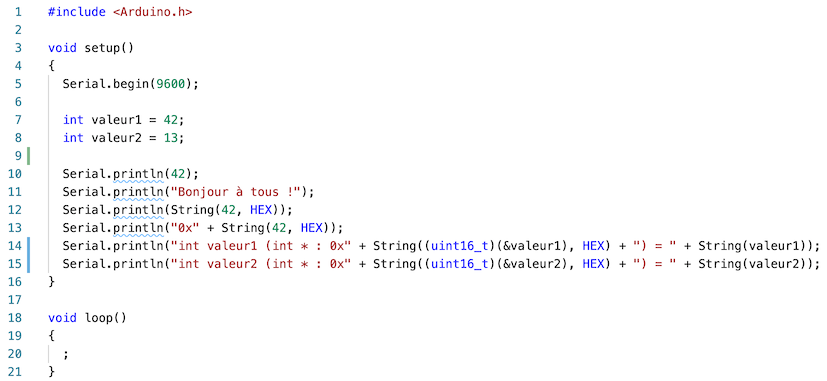 1 #include <Arduino.h>
2
3 void setup()
4 {
5   Serial.begin(9600);
6
7   int valeur1 = 42;
8   int valeur2 = 13;
9
10   Serial.println(42);
11   Serial.println("Bonjour à tous !");
12   Serial.println(String(42, HEX));
13   Serial.println("0x" + String(42, HEX));
14   Serial.println("int valeur1 (int * : 0x" + String((uint16_t)(&valeur1), HEX) + ") = " + String(valeur1));
15   Serial.println("int valeur2 (int * : 0x" + String((uint16_t)(&valeur2), HEX) + ") = " + String(valeur2));
16 }
17
18 void loop()
19 {
20   ;
21 }